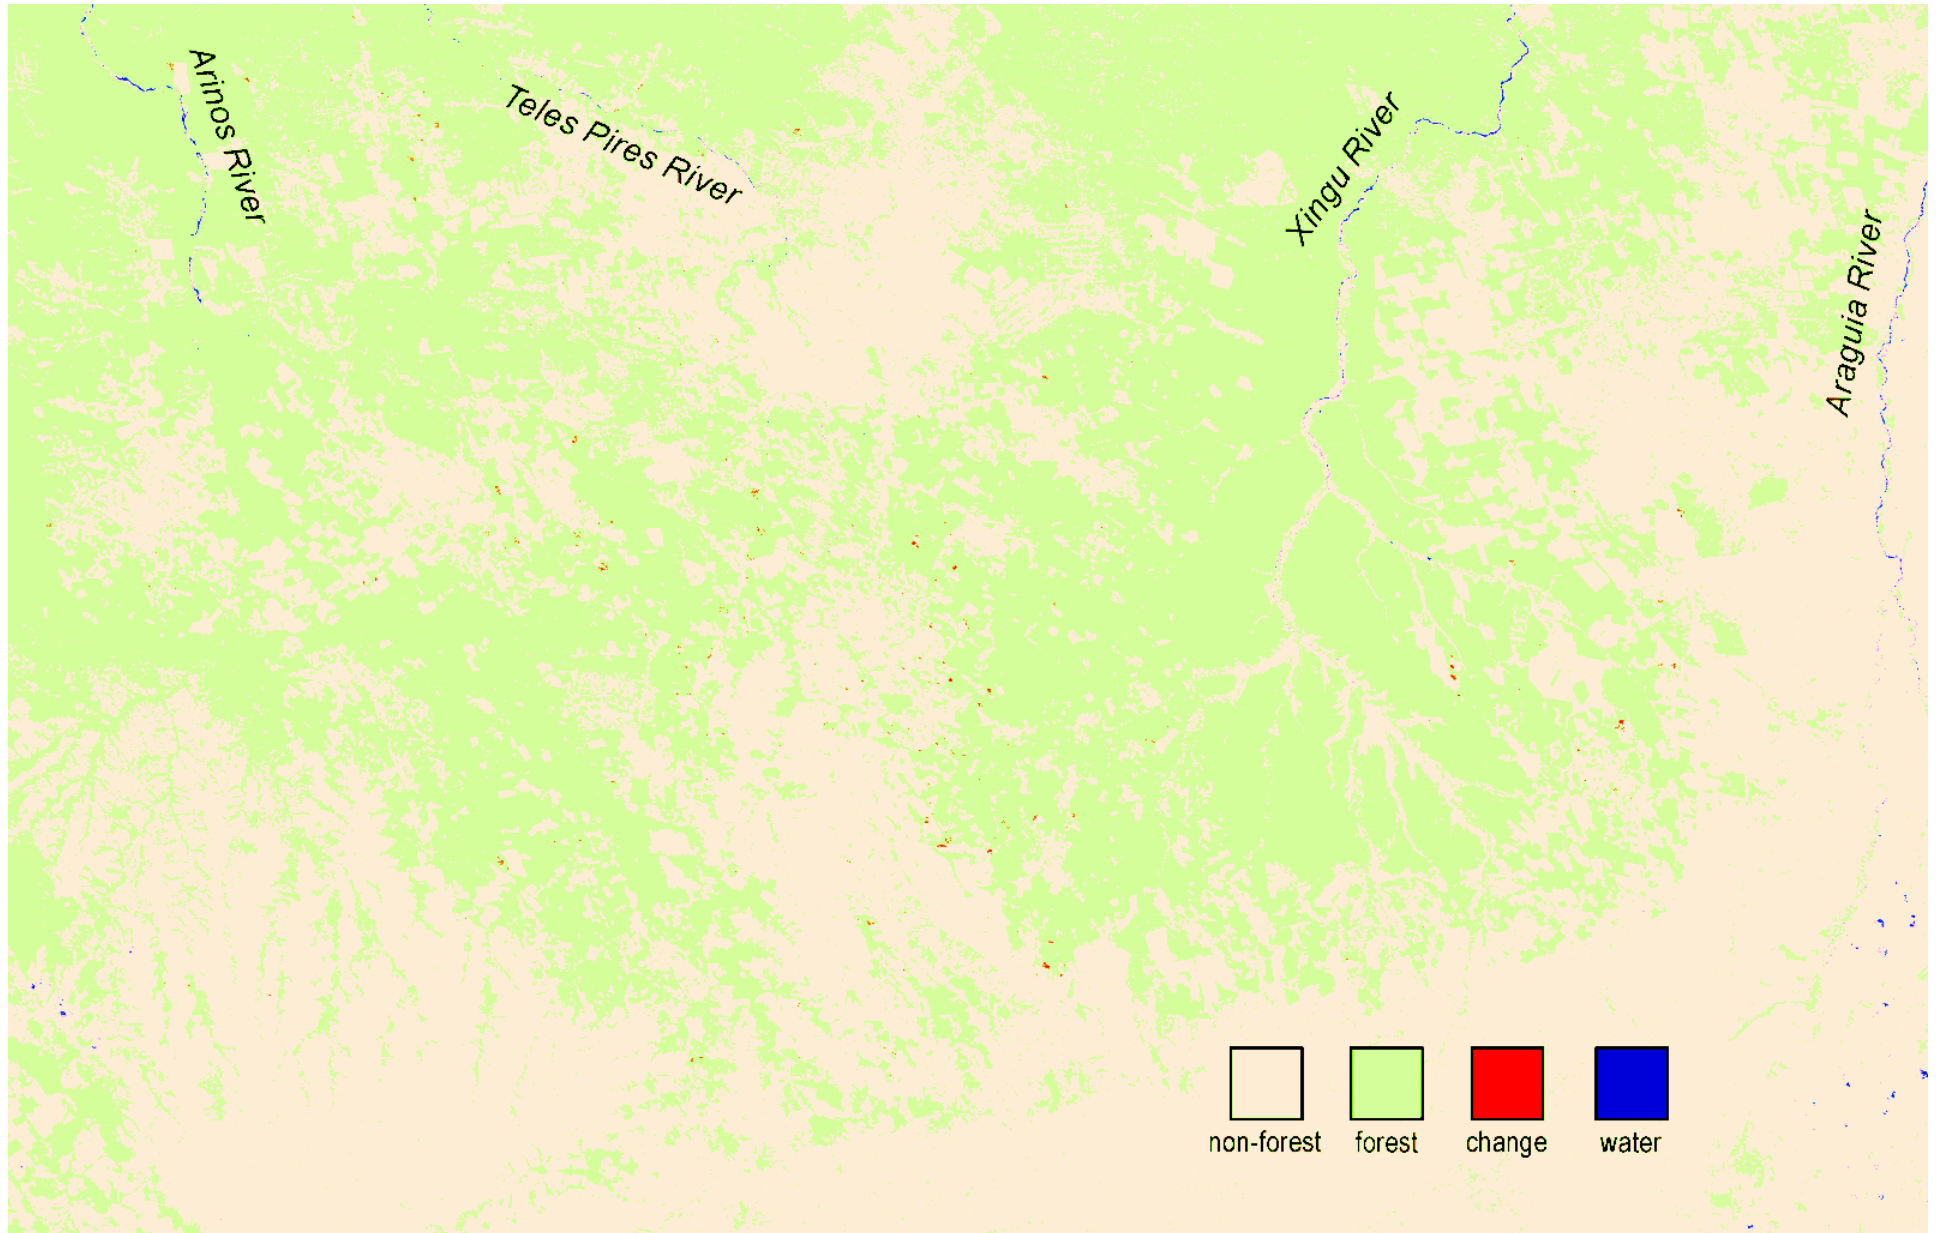 Arinos River
Teles Pires River
Xingu River
Araguia River
non-forest
forest
change
water